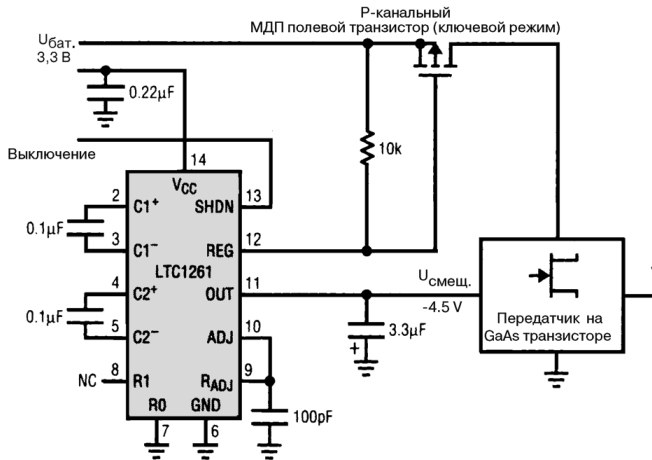 Р-канальный
МДП полевой транзистор (ключевой режим)
Uбат.
3,3 В
0.22µF
Выключение
14
VCC
2
C1+
SHDN
13
0.1µF
3
C1−
REG
12
10k
LTC1261
4
C2+
OUT
11
Uсмещ.
-4.5 V
0.1µF
5
C2−
ADJ
10
3.3µF
+
Передатчик на
GaAs транзисторе
NC
8
R1
RADJ
9
R0
GND
100pF
7
6